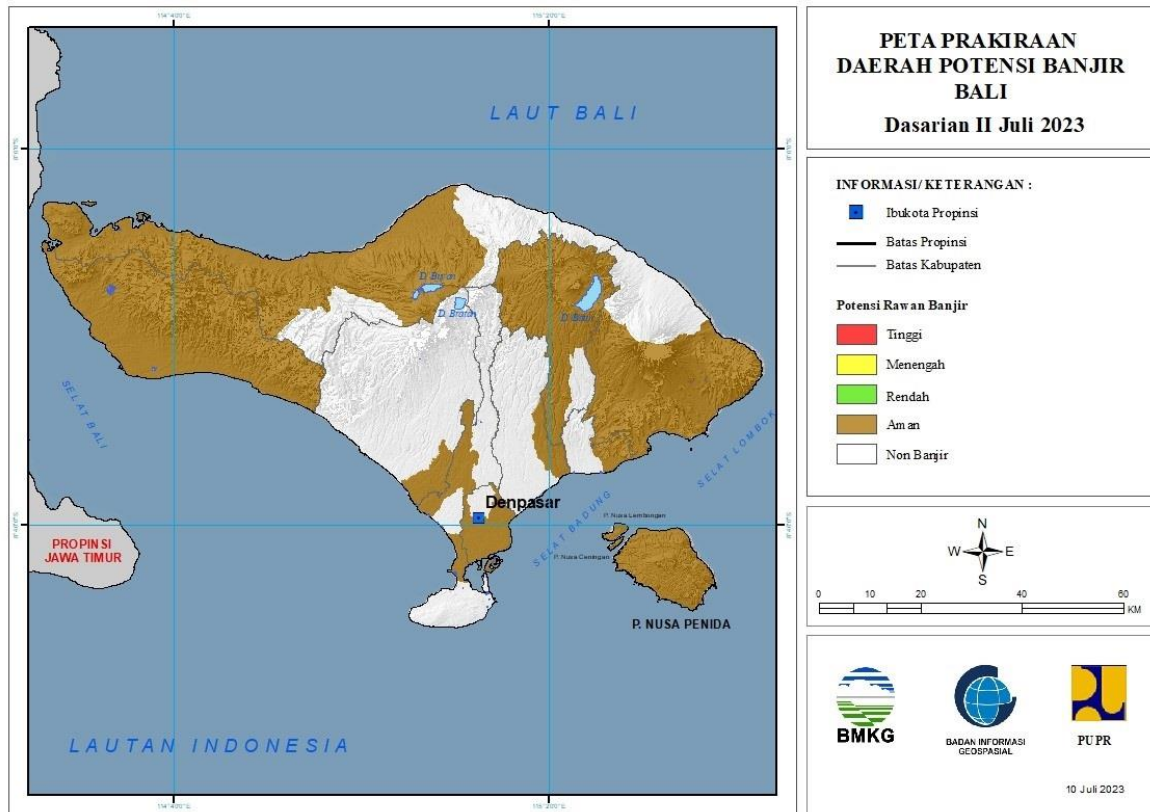 PETA PRAKIRAAN
DAERAH POTENSI BANJIR
BALI
Dasarian II Juli 2023
INFORMASI/ KETERANGAN :
Ibukota Propinsi
Batas Propinsi
Batas Kabupaten
Potensi Rawan Banjir
Tinggi
Menengah
Rendah
Aman
Non Banjir
N
W E
S
0 10 20 40 60
KM
BMKG
BADAN INFORMASI
GEOSPASIAL
PUPR
10 Juli 2023
LAUT BALI
D. Buyan
D. Bratan
D. Batur
SELAT BALI
SELAT LOMBOK
Denpasar
SELAT BADUNG
P. Nusa Lembongan
P. Nusa Ceningan
PROPINSI
JAWA TIMUR
P. NUSA PENIDA
LAUTAN INDONESIA